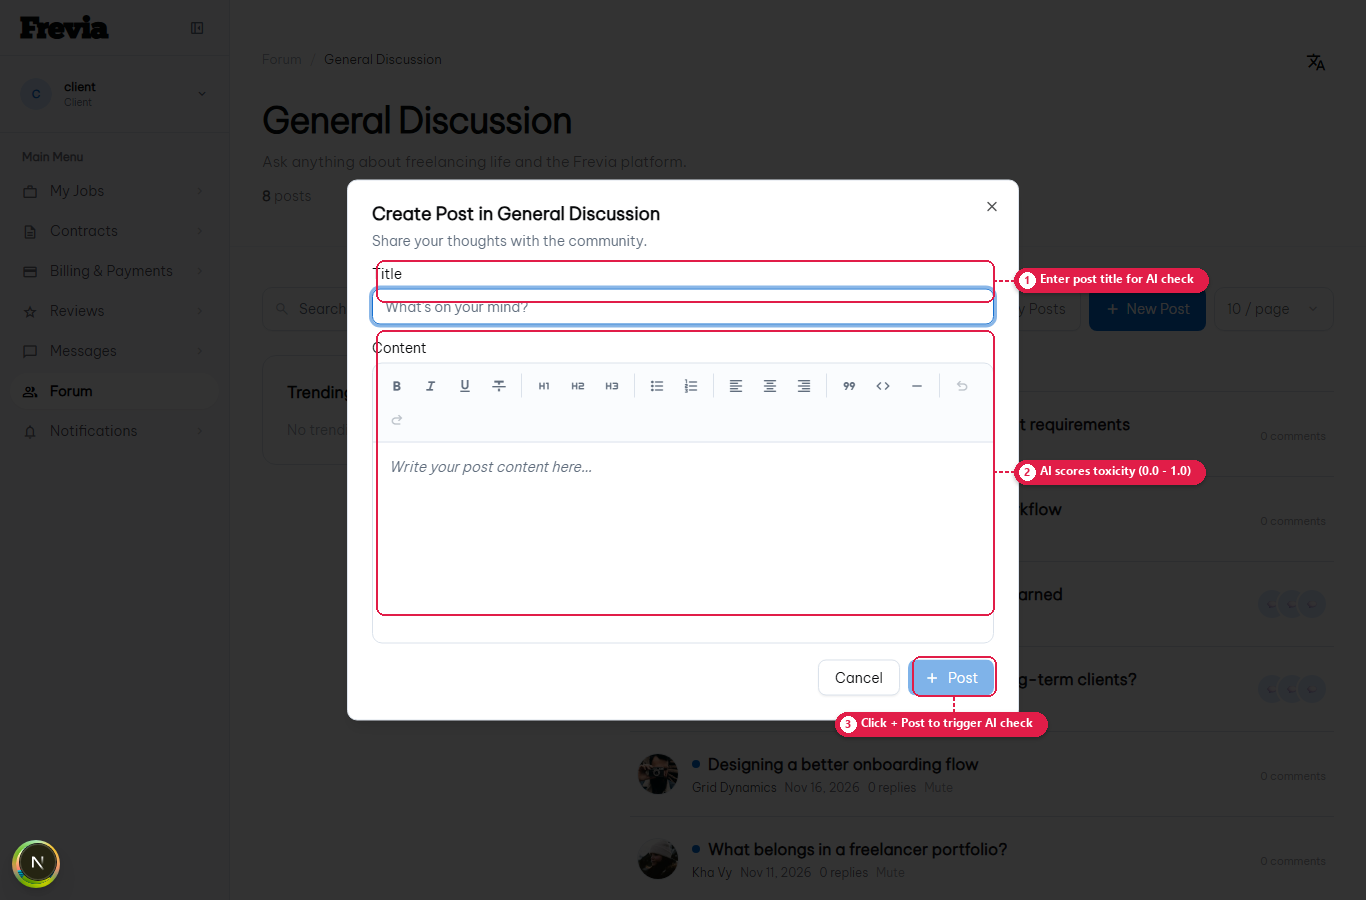 Frevia
C
client
Client
Main Menu
My Jobs
Contracts
Billing & Payments
Reviews
Messages
Forum
Notifications
N
Forum / General Discussion
General Discussion
Ask anything about freelancing life and the Frevia platform.
8 posts
Search
y Posts
+ New Post
10 / page
Trending
No trend
Create Post in General Discussion
Share your thoughts with the community.
Title
What's on your mind?
1 Enter post title for AI check
Content
B I U T H1 H2 H3 99
Write your post content here...
2 AI scores toxicity (0.0 - 1.0)
Cancel
+ Post
3 Click + Post to trigger AI check
t requirements
0 comments
kflow
0 comments
arned
g-term clients?
Designing a better onboarding flow
Grid Dynamics Nov 16, 2026 0 replies Mute
0 comments
What belongs in a freelancer portfolio?
Kha Vy Nov 11, 2026 0 replies Mute
0 comments